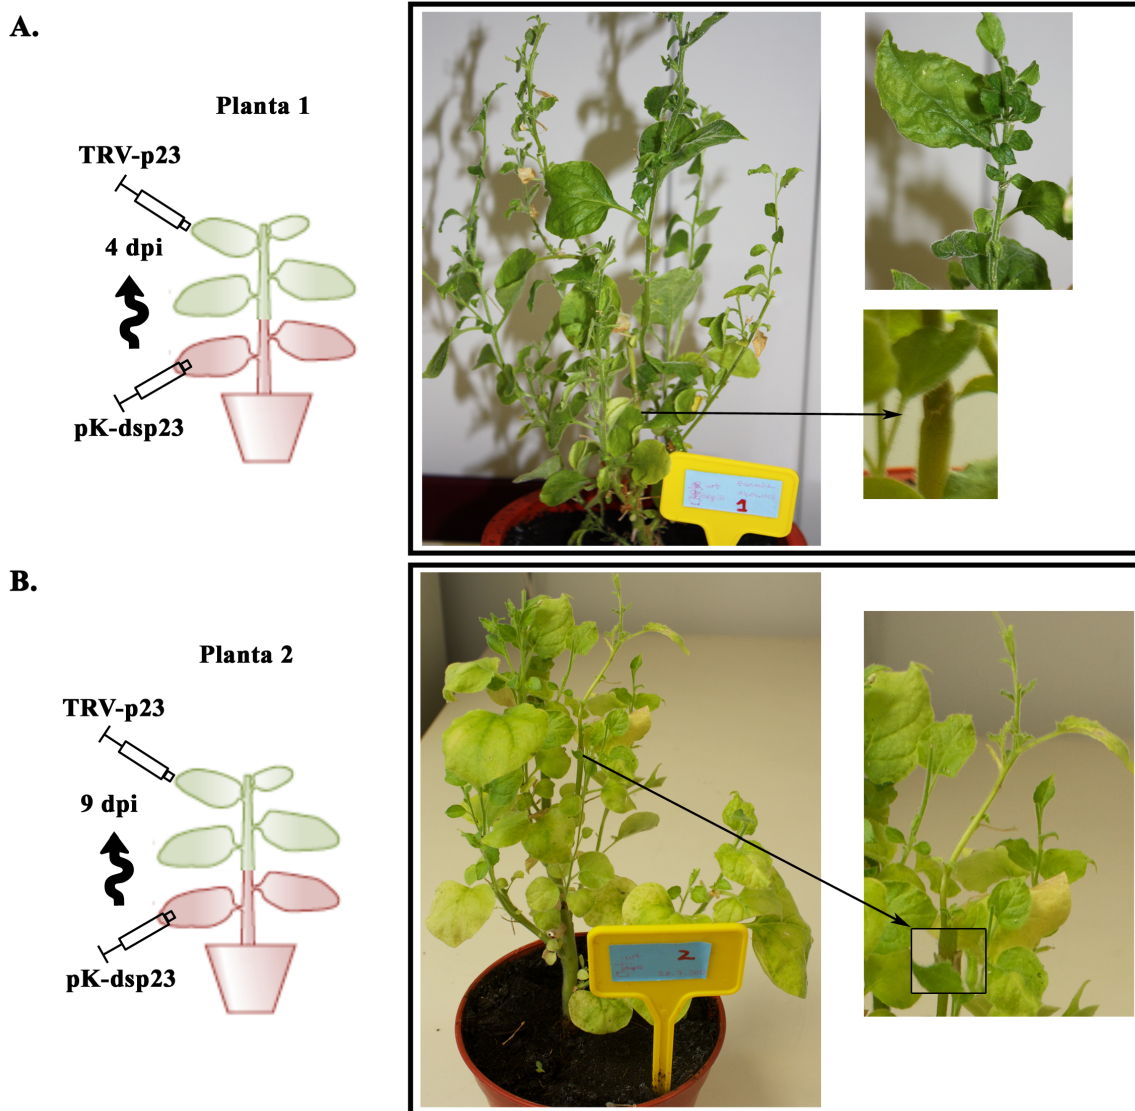 A.
Planta 1
TRV-p23
4 dpi
pK-dsp23
1
B.
Planta 2
TRV-p23
9 dpi
pK-dsp23
2